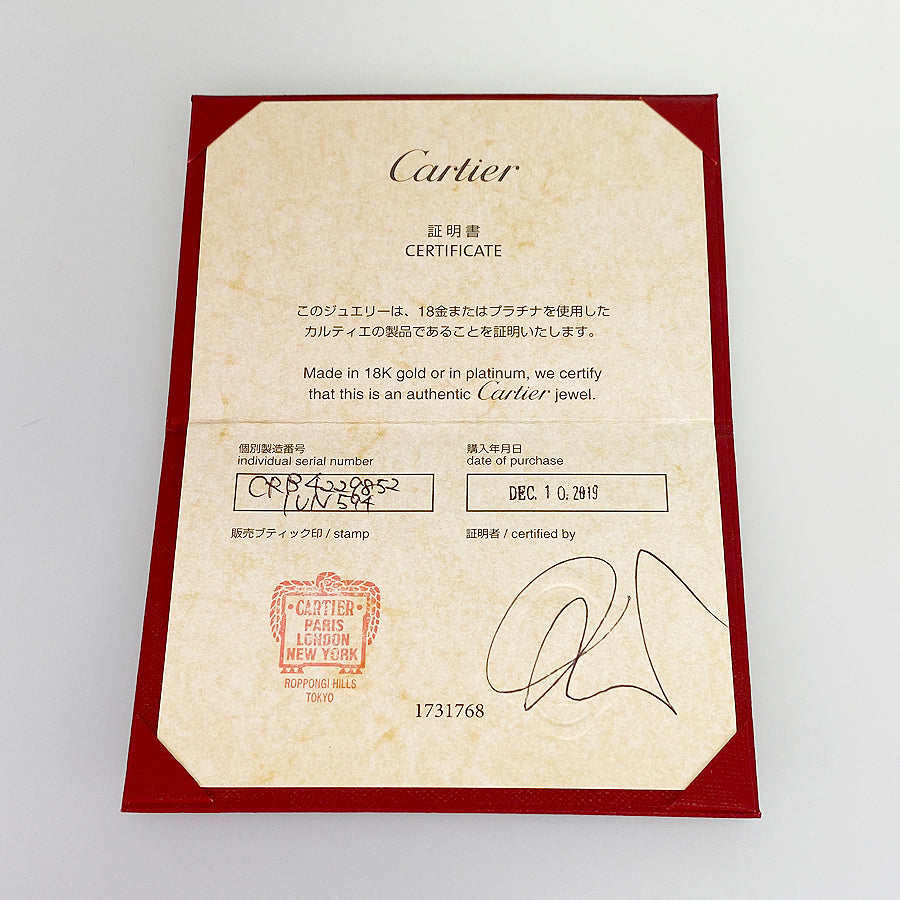 Cartier
証明書
CERTIFICATE
このジュエリーは、18金またはプラチナを使用した
カルティエの製品であることを証明いたします。
Made in 18K gold or in platinum, we certify
that this is an authentic Cartier jewel.
個別製造番号
individual serial number
CRB4229852
IUN594
購入年月日
date of purchase
DEC. 10. 2019
販売ブティック印 / stamp
証明者 / certified by
CARTIER
PARIS
LONDON
NEW YORK
ROPPONGI HILLS
TOKYO
1731768